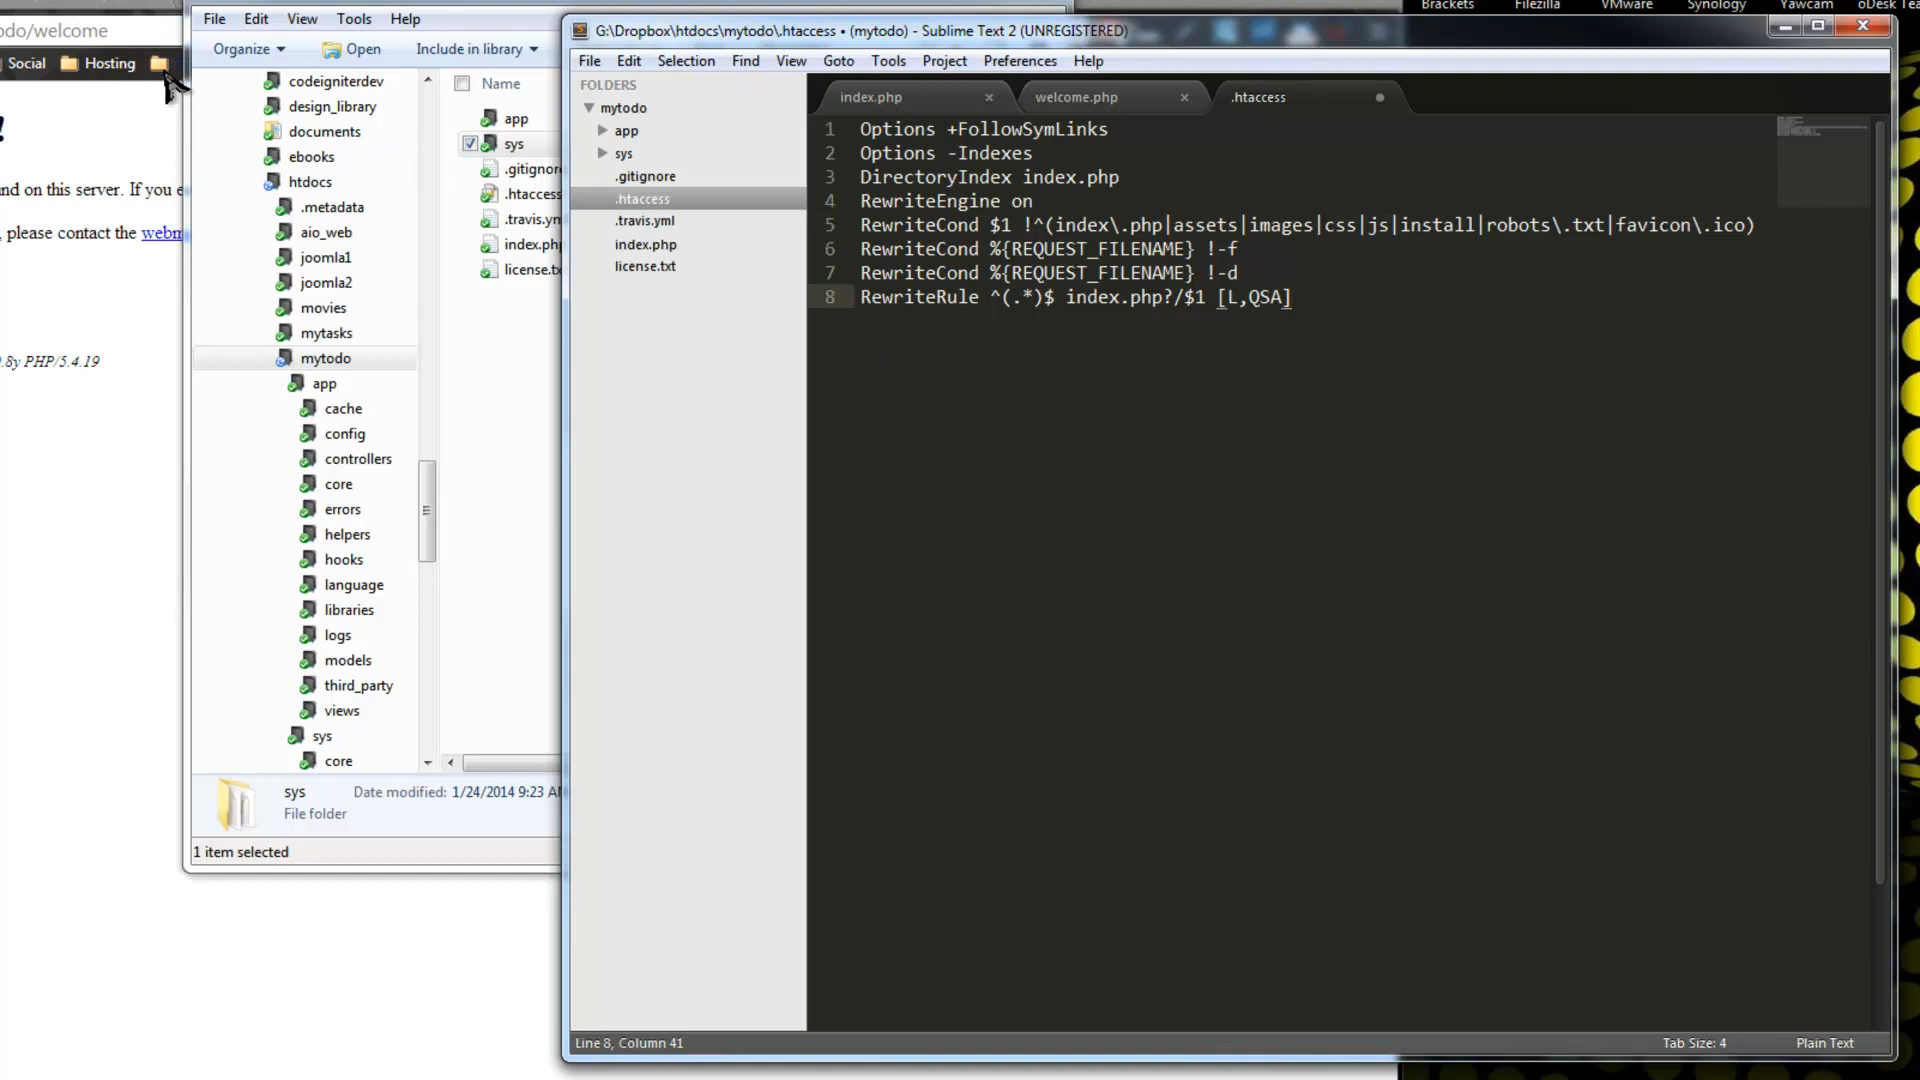 Brackets Filezilla VMware Synology Yawcam oDesk Tea
odo/welcome
Social Hosting
!
nd on this server. If you e
, please contact the webm
0.8y PHP/5.4.19
File Edit View Tools Help
Organize Open Include in library
codeigniterdev
design_library
documents
ebooks
htdocs
.metadata
aio_web
joomla1
joomla2
movies
mytasks
mytodo
app
cache
config
controllers
core
errors
helpers
hooks
language
libraries
logs
models
third_party
views
sys
core
Name
app
sys
.gitignore
.htaccess
.travis.ym
index.php
license.tx
sys Date modified: 1/24/2014 9:23 AM
File folder
1 item selected
G:\Dropbox\htdocs\mytodo\.htaccess • (mytodo) - Sublime Text 2 (UNREGISTERED)
File Edit Selection Find View Goto Tools Project Preferences Help
FOLDERS
mytodo
app
sys
.gitignore
.htaccess
.travis.yml
index.php
license.txt
index.php welcome.php .htaccess
1 Options +FollowSymLinks
2 Options -Indexes
3 DirectoryIndex index.php
4 RewriteEngine on
5 RewriteCond $1 !^(index\.php|assets|images|css|js|install|robots\.txt|favicon\.ico)
6 RewriteCond %{REQUEST_FILENAME} !-f
7 RewriteCond %{REQUEST_FILENAME} !-d
8 RewriteRule ^(.*)$ index.php?/$1 [L,QSA]
Line 8, Column 41 Tab Size: 4 Plain Text